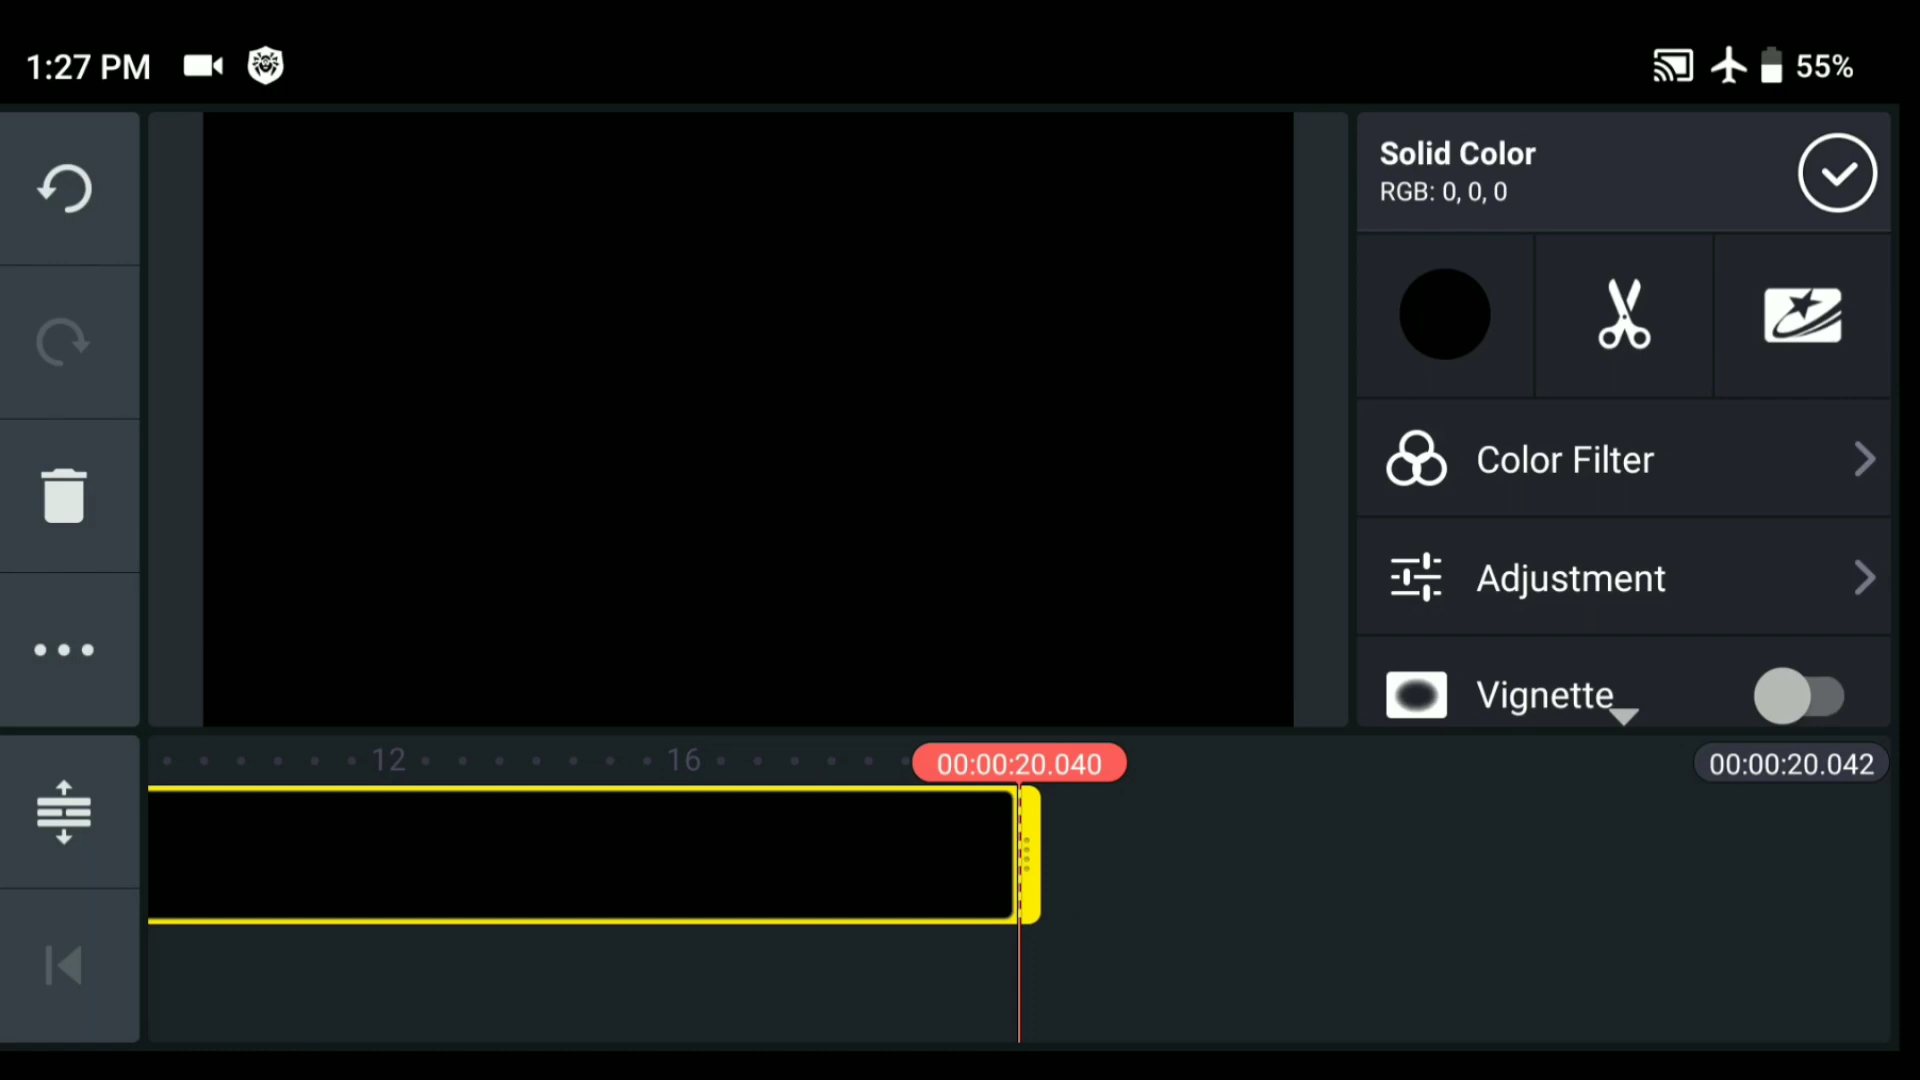 1:27 PM
55%
Solid Color
RGB: 0, 0, 0
Color Filter
Adjustment
Vignette
12
16
00:00:20.040
00:00:20.042